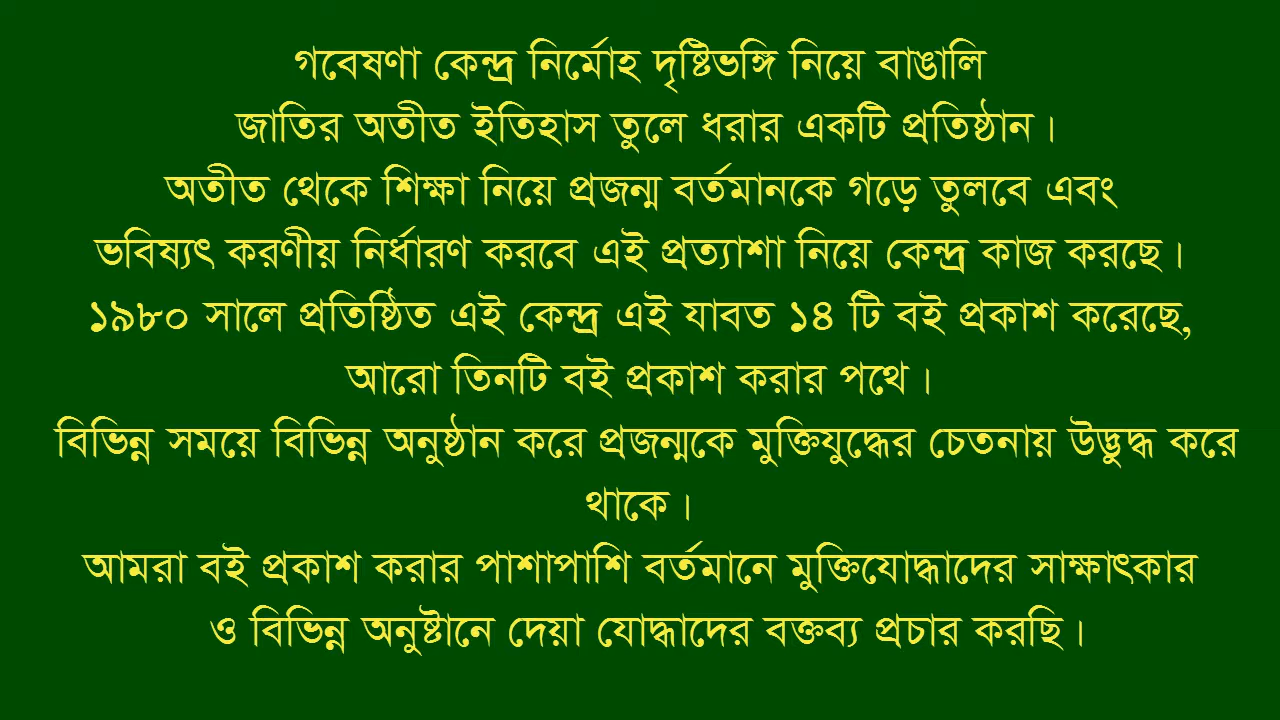 গবেষণা কেন্দ্র নির্মোহ দৃষ্টিভঙ্গি নিয়ে বাঙালি
জাতির অতীত ইতিহাস তুলে ধরার একটি প্রতিষ্ঠান।
অতীত থেকে শিক্ষা নিয়ে প্রজন্ম বর্তমানকে গড়ে তুলবে এবং
ভবিষ্যৎ করণীয় নির্ধারণ করবে এই প্রত্যাশা নিয়ে কেন্দ্র কাজ করছে।
১৯৮০ সালে প্রতিষ্ঠিত এই কেন্দ্র এই যাবত ১৪ টি বই প্রকাশ করেছে,
আরো তিনটি বই প্রকাশ করার পথে।
বিভিন্ন সময়ে বিভিন্ন অনুষ্ঠান করে প্রজন্মকে মুক্তিযুদ্ধের চেতনায় উদ্ভুদ্ধ করে
থাকে।
আমরা বই প্রকাশ করার পাশাপাশি বর্তমানে মুক্তিযোদ্ধাদের সাক্ষাৎকার
ও বিভিন্ন অনুষ্টানে দেয়া যোদ্ধাদের বক্তব্য প্রচার করছি।